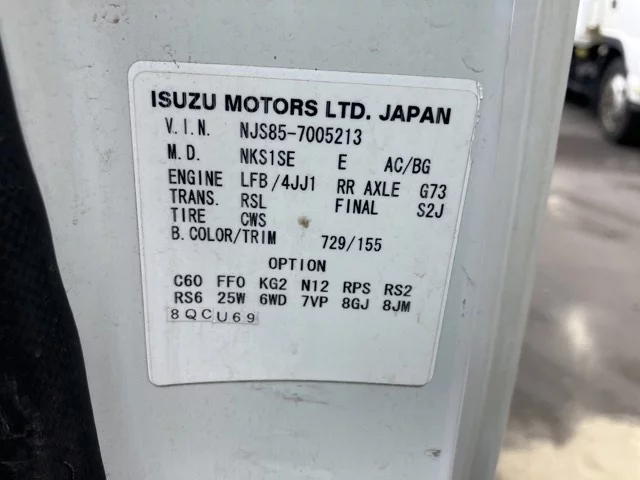 ISUZU MOTORS LTD. JAPAN
V.I.N. NJS85-7005213
M.D. NKS1SE E AC/BG
ENGINE LFB/4JJ1 RR AXLE G73
TRANS. RSL FINAL S2J
TIRE CWS
B.COLOR/TRIM 729/155
OPTION
C60 FF0 KG2 N12 RPS RS2
RS6 25W 6WD 7VP 8GJ 8JM
8QCU69